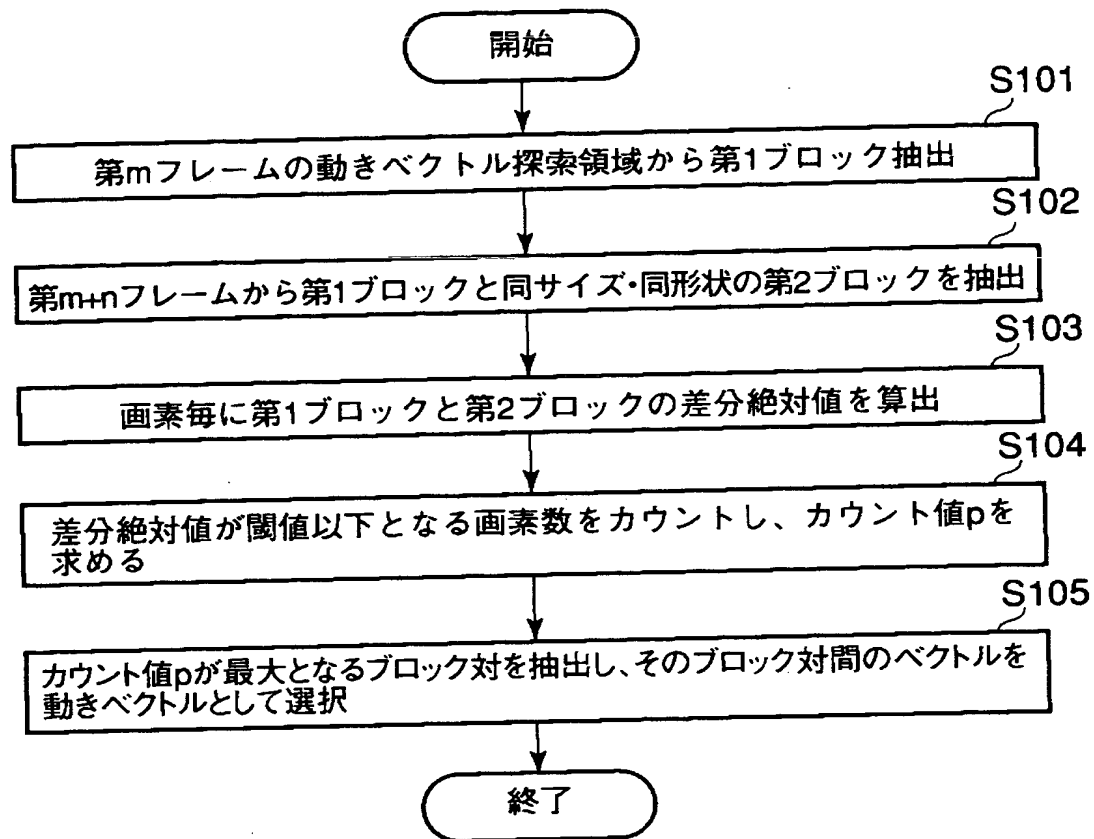 開始
S101
第mフレームの動きベクトル探索領域から第1ブロック抽出
S102
第m+nフレームから第1ブロックと同サイズ・同形状の第2ブロックを抽出
S103
画素毎に第1ブロックと第2ブロックの差分絶対値を算出
S104
差分絶対値が閾値以下となる画素数をカウントし、カウント値pを
求める
S105
カウント値pが最大となるブロック対を抽出し、そのブロック対間のベクトルを
動きベクトルとして選択
終了